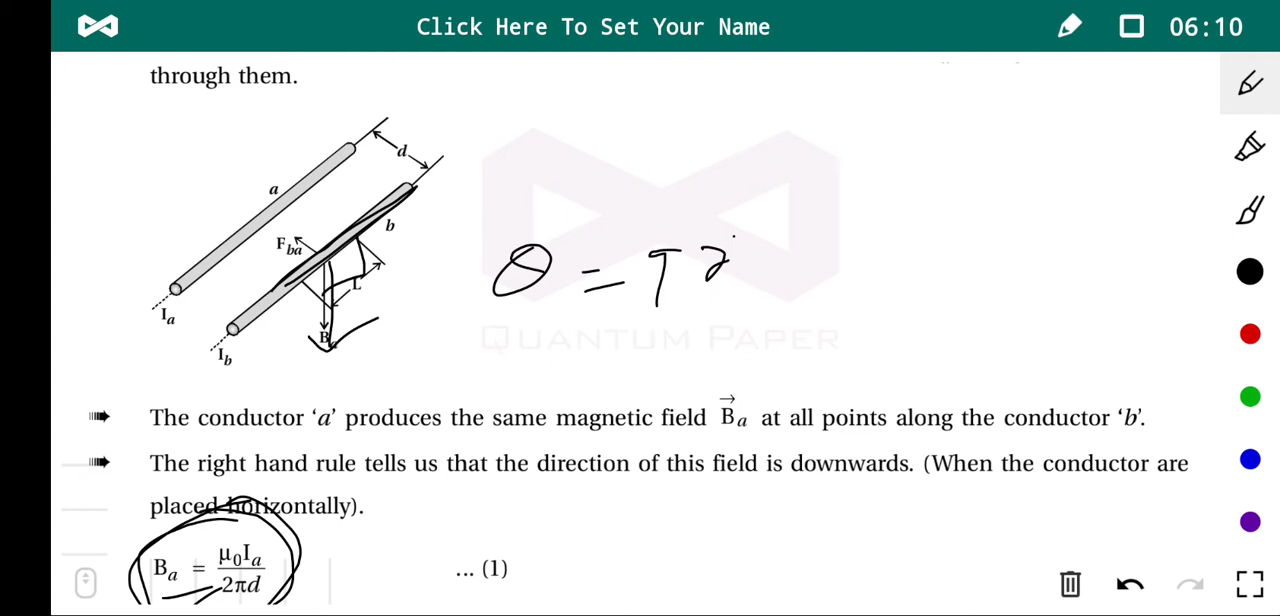 Click Here To Set Your Name
06:10
through them.
d
a
b
F_ba
L
I_a
B_a
I_b
θ =
QUANTUM PAPER
The conductor ‘a’ produces the same magnetic field B⃗_a at all points along the conductor ‘b’.
The right hand rule tells us that the direction of this field is downwards. (When the conductor are
placed horizontally).
B_a = μ₀I_a / 2πd ... (1)